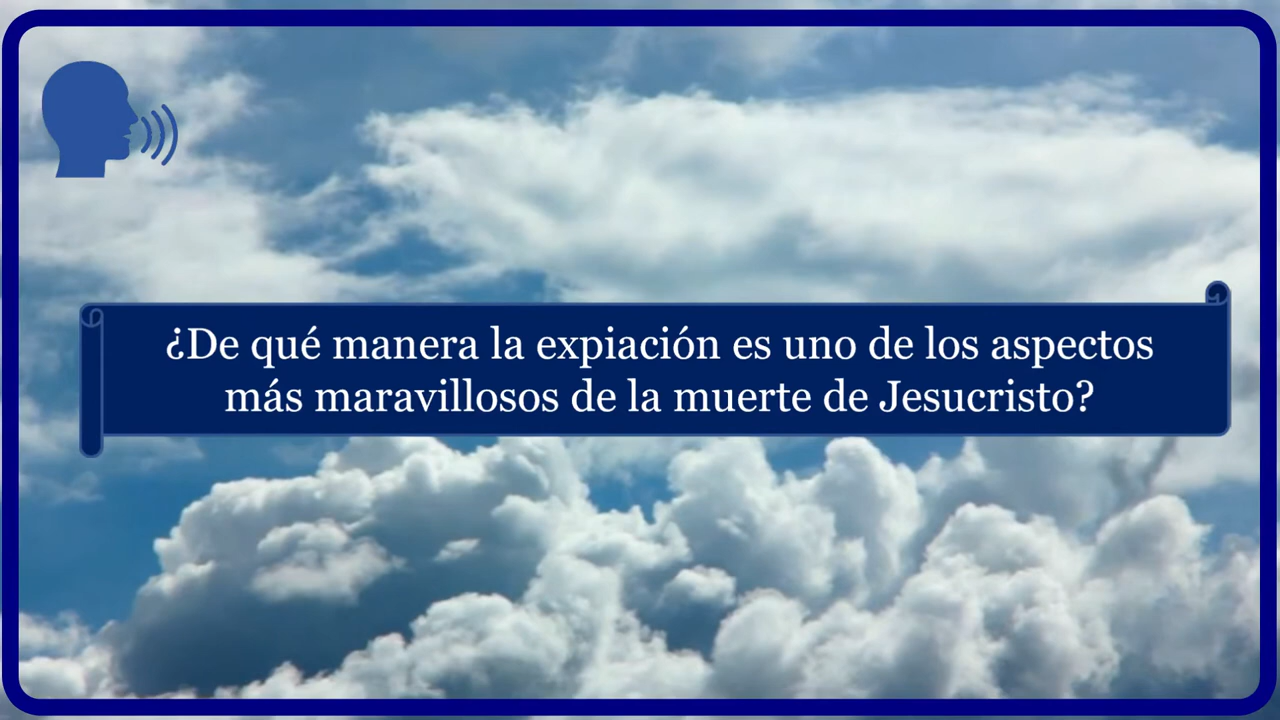 ¿De qué manera la expiación es uno de los aspectos
más maravillosos de la muerte de Jesucristo?